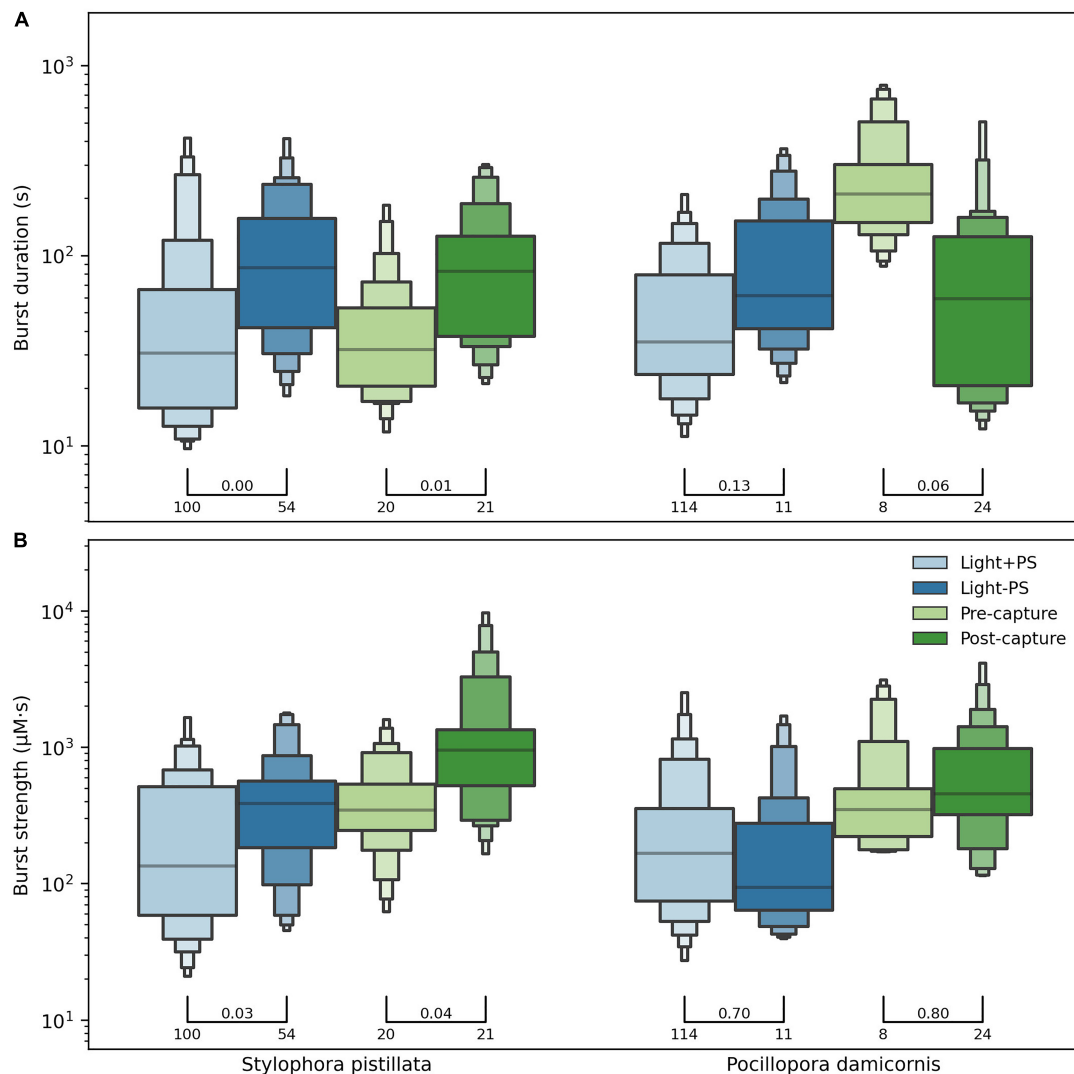 A
Burst duration (s)
10³
10²
10¹
0.00 0.01 0.13 0.06
100 54 20 21 114 11 8 24
B
Burst strength (μM·s)
10⁴
10³
10²
10¹
Light+PS
Light-PS
Pre-capture
Post-capture
0.03 0.04 0.70 0.80
100 54 20 21 114 11 8 24
Stylophora pistillata Pocillopora damicornis